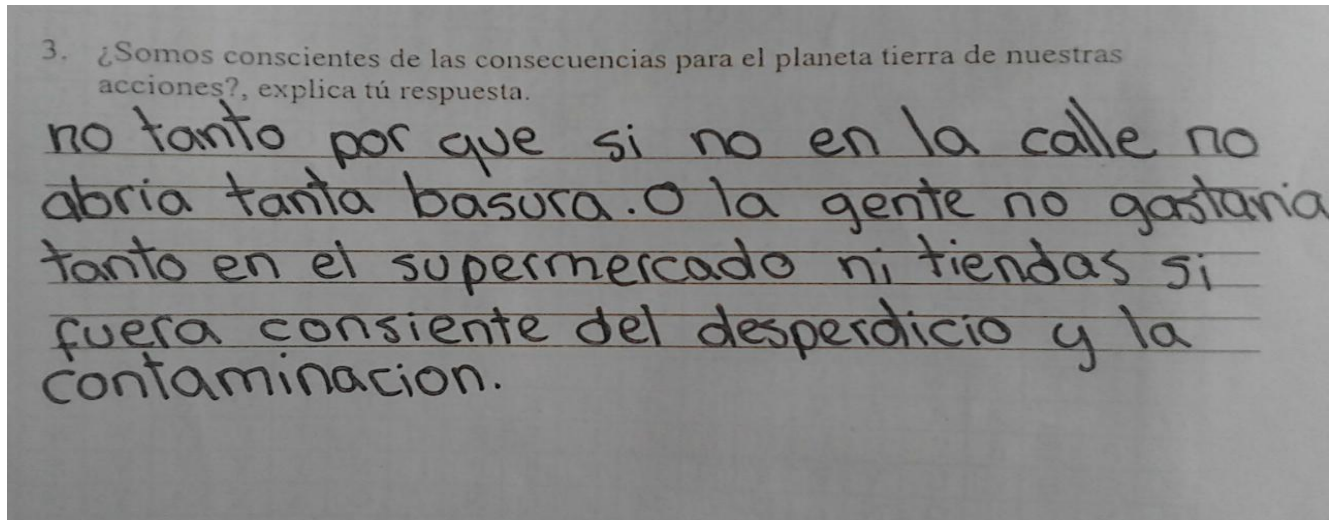 3. ¿Somos conscientes de las consecuencias para el planeta tierra de nuestras
acciones?, explica tú respuesta.
no tanto por que si no en la calle no
abria tanta basura. O la gente no gastaria
tanto en el supermercado ni tiendas si
fuera consiente del desperdicio y la
contaminacion.